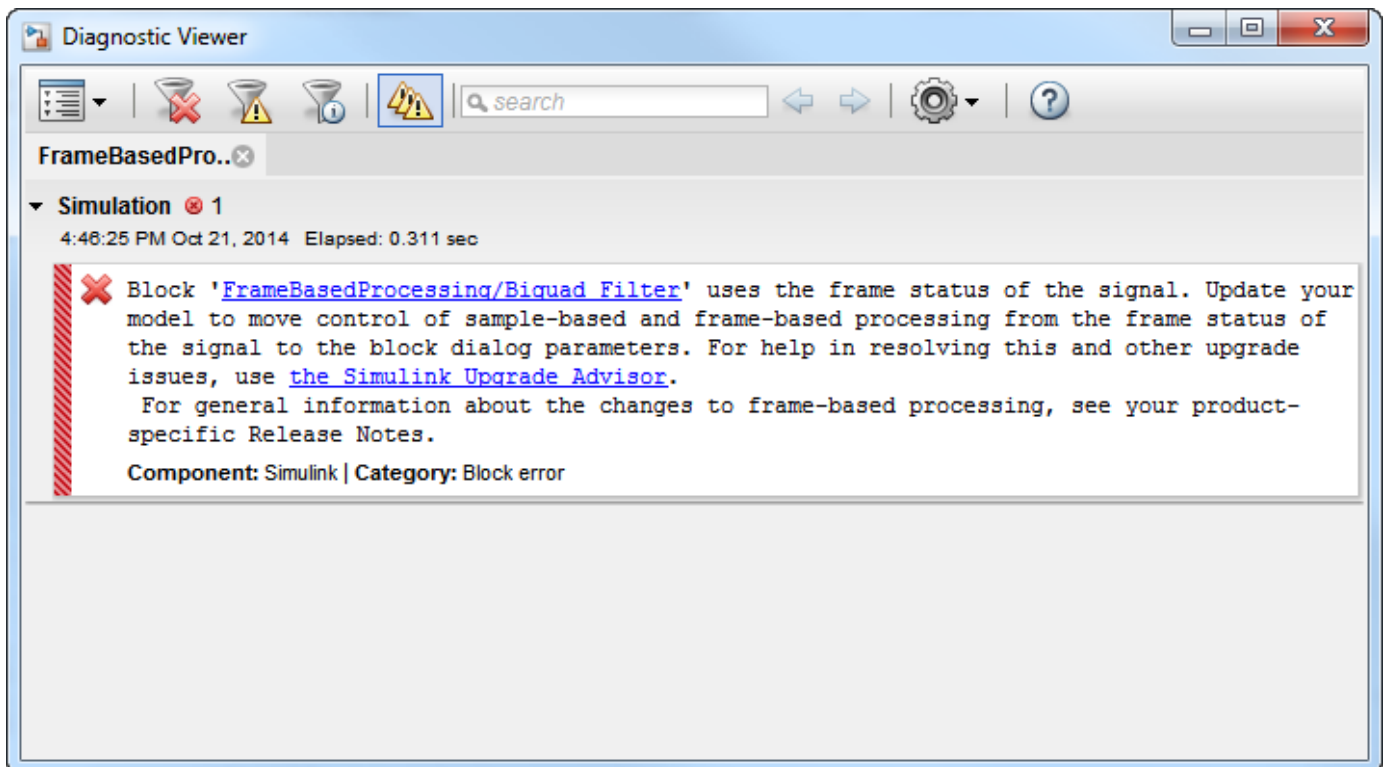 Diagnostic Viewer
search
FrameBasedPro..
Simulation 1
4:46:25 PM Oct 21, 2014 Elapsed: 0.311 sec
Block 'FrameBasedProcessing/Biquad Filter' uses the frame status of the signal. Update your
model to move control of sample-based and frame-based processing from the frame status of
the signal to the block dialog parameters. For help in resolving this and other upgrade
issues, use the Simulink Upgrade Advisor.
For general information about the changes to frame-based processing, see your product-
specific Release Notes.
Component: Simulink | Category: Block error